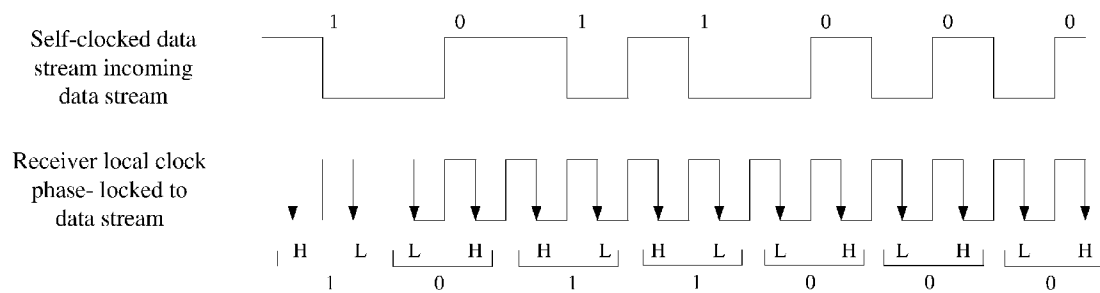 1 0 1 1 0 0 0
Self-clocked data
stream incoming
data stream
Receiver local clock
phase- locked to
data stream
H L L H H L H L L H L H L H
1 0 1 1 0 0 0